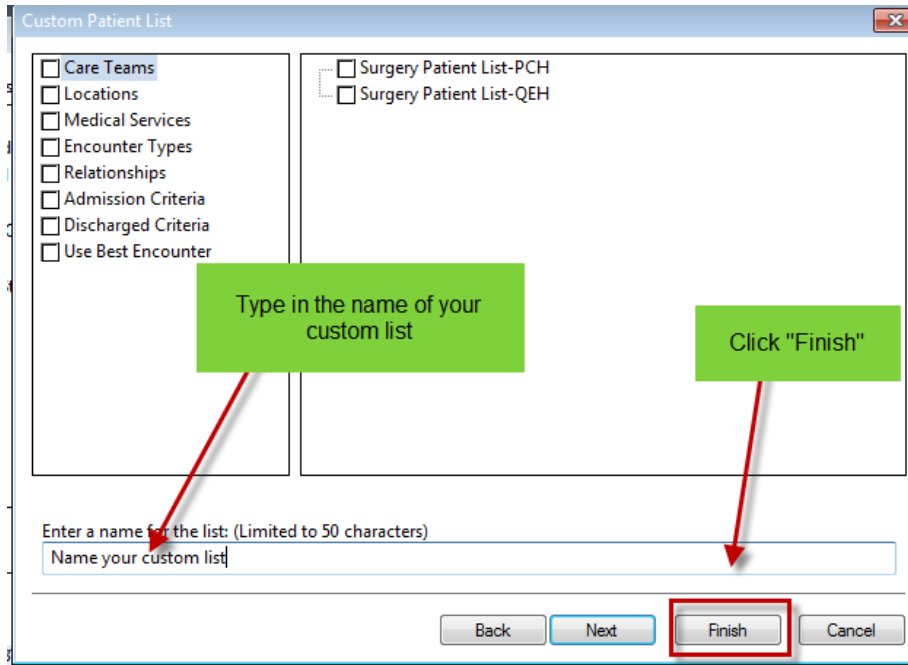 Custom Patient List
Care Teams
Locations
Medical Services
Encounter Types
Relationships
Admission Criteria
Discharged Criteria
Use Best Encounter
Surgery Patient List-PCH
Surgery Patient List-QEH
Type in the name of your
custom list
Click "Finish"
Enter a name for the list: (Limited to 50 characters)
Name your custom list
Back
Next
Finish
Cancel